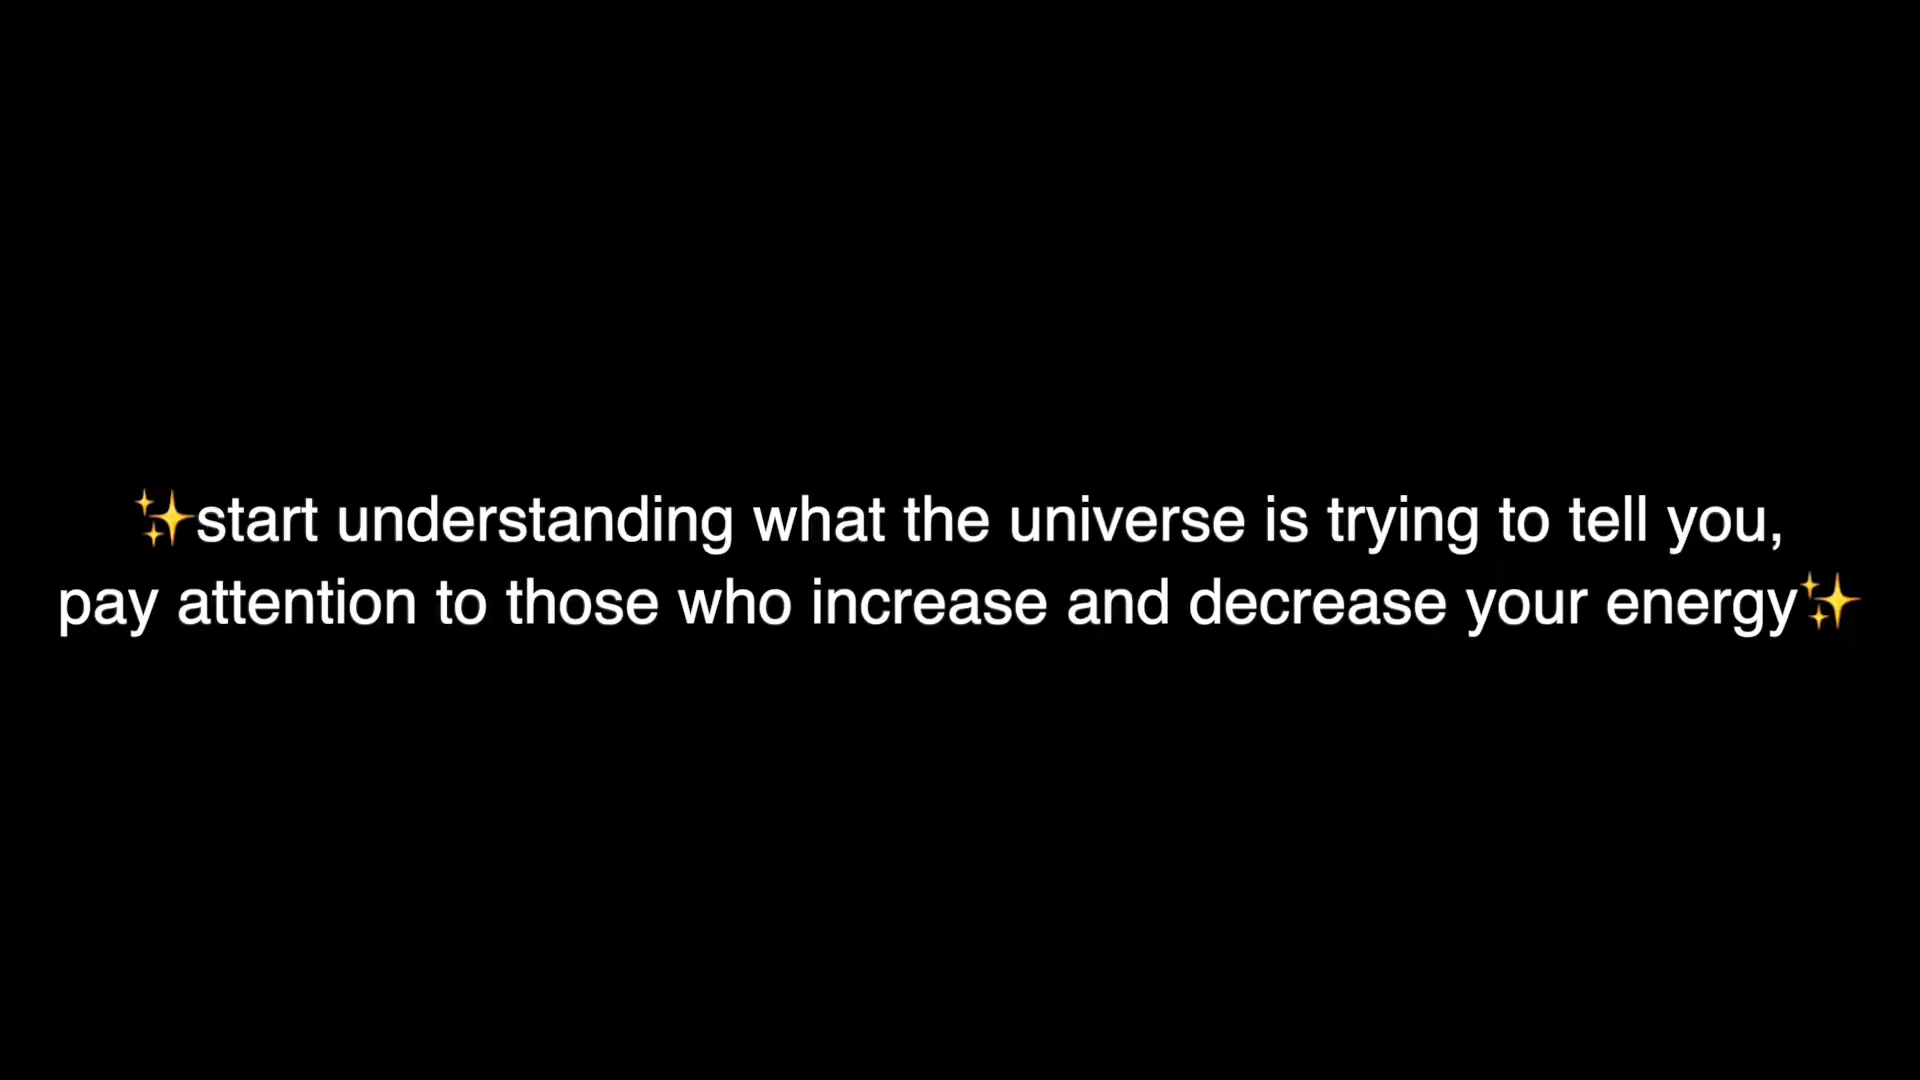 ✨start understanding what the universe is trying to tell you,
pay attention to those who increase and decrease your energy✨